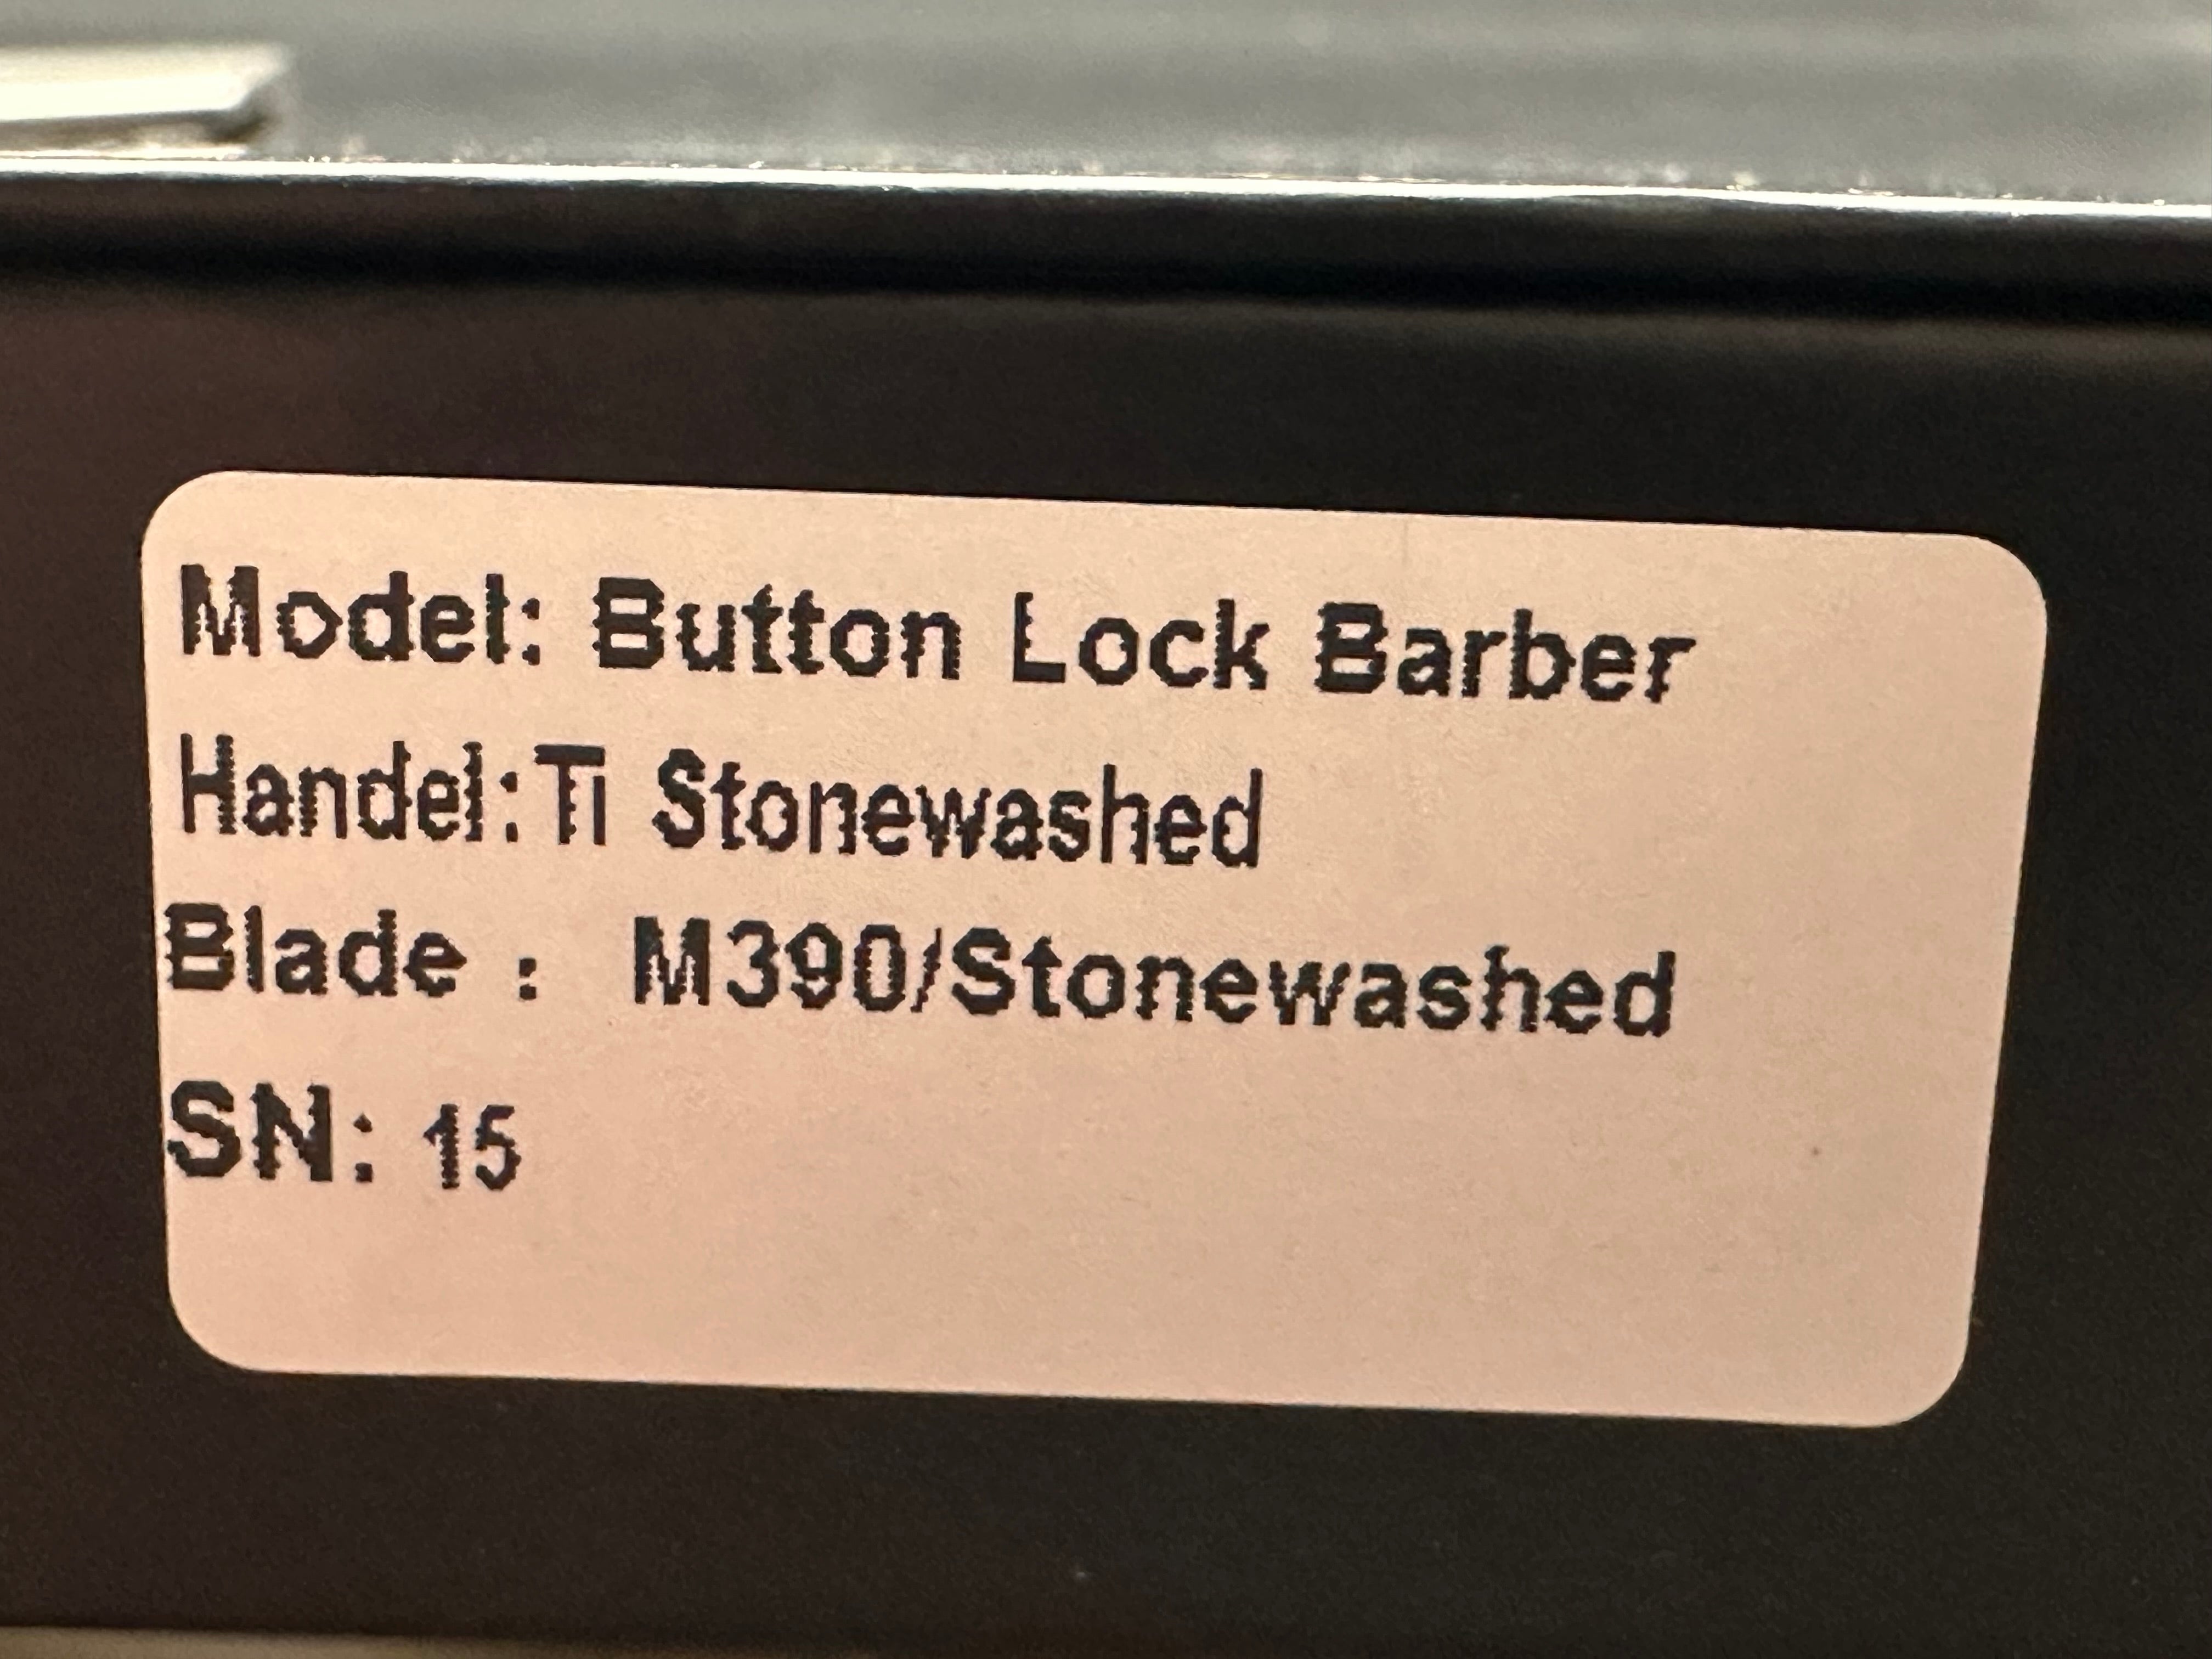 Model: Button Lock Barber
Handel:Ti Stonewashed
Blade : M390/Stonewashed
SN: 15